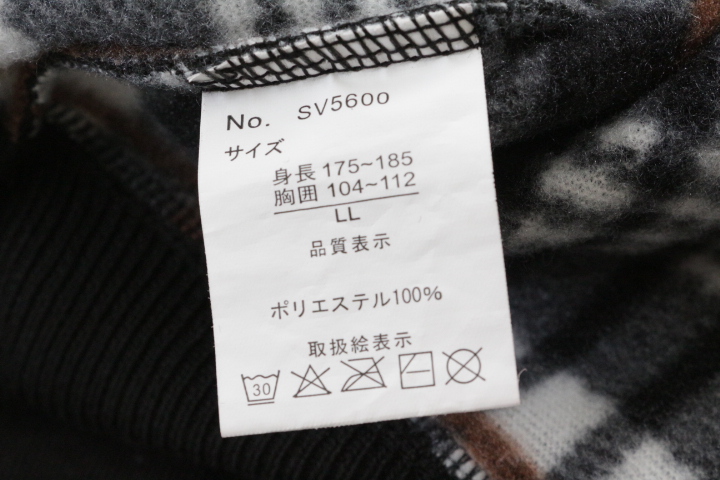 No. SV5600
サイズ
身長 175~185
胸囲 104~112
LL
品質表示
ポリエステル100%
取扱絵表示
30